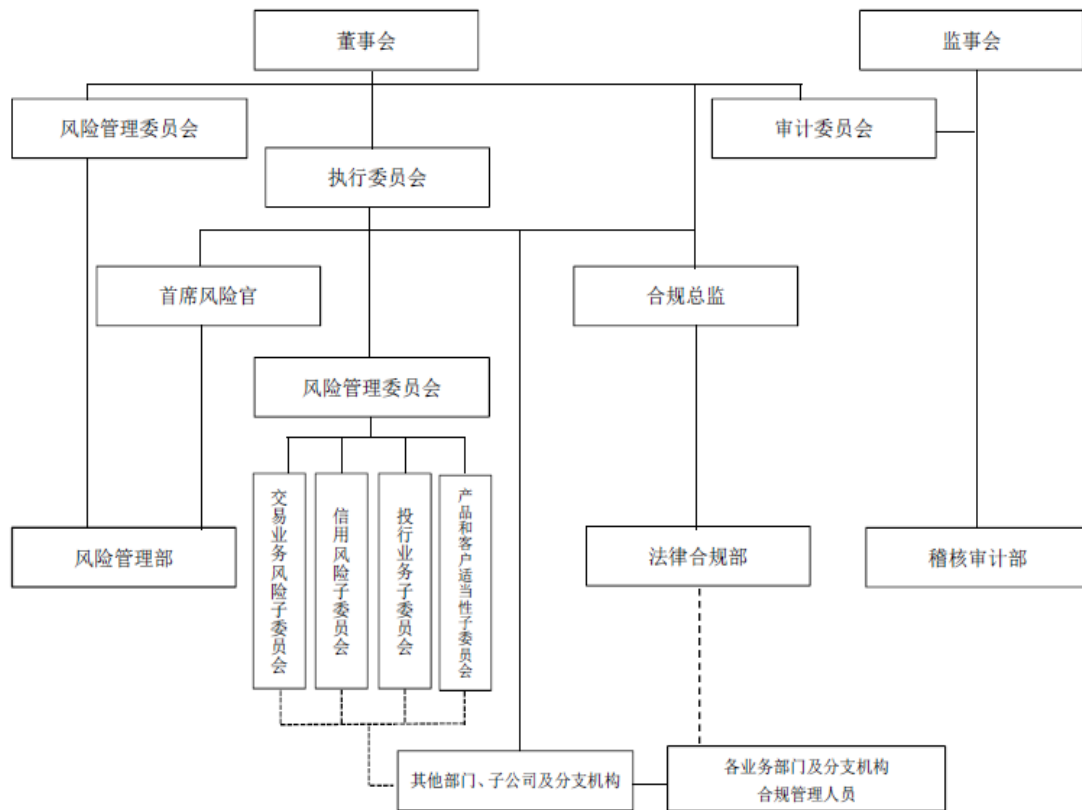 董事会
监事会
风险管理委员会
审计委员会
执行委员会
首席风险官
合规总监
风险管理委员会
交易业务风险子委员会
信用风险子委员会
投行业务子委员会
产品和客户适当性子委员会
风险管理部
法律合规部
稽核审计部
其他部门、子公司及分支机构
各业务部门及分支机构
合规管理人员